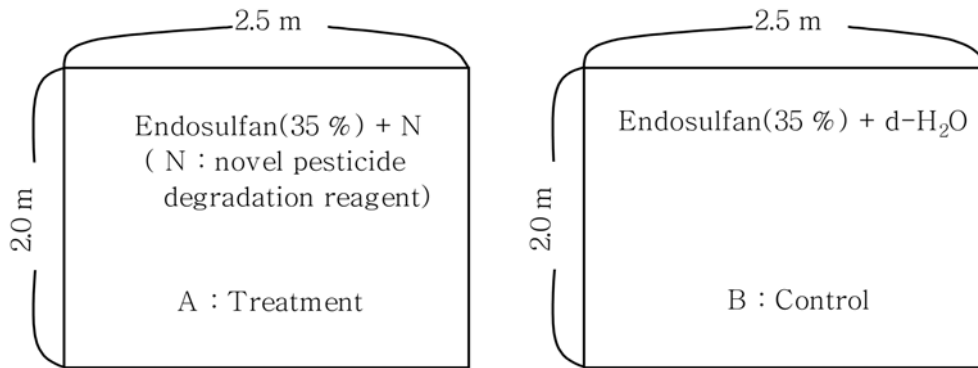 2.5 m
2.0 m
Endosulfan(35 %) + N
( N : novel pesticide
degradation reagent)
A : Treatment
2.5 m
2.0 m
Endosulfan(35 %) + d-H₂O
B : Control